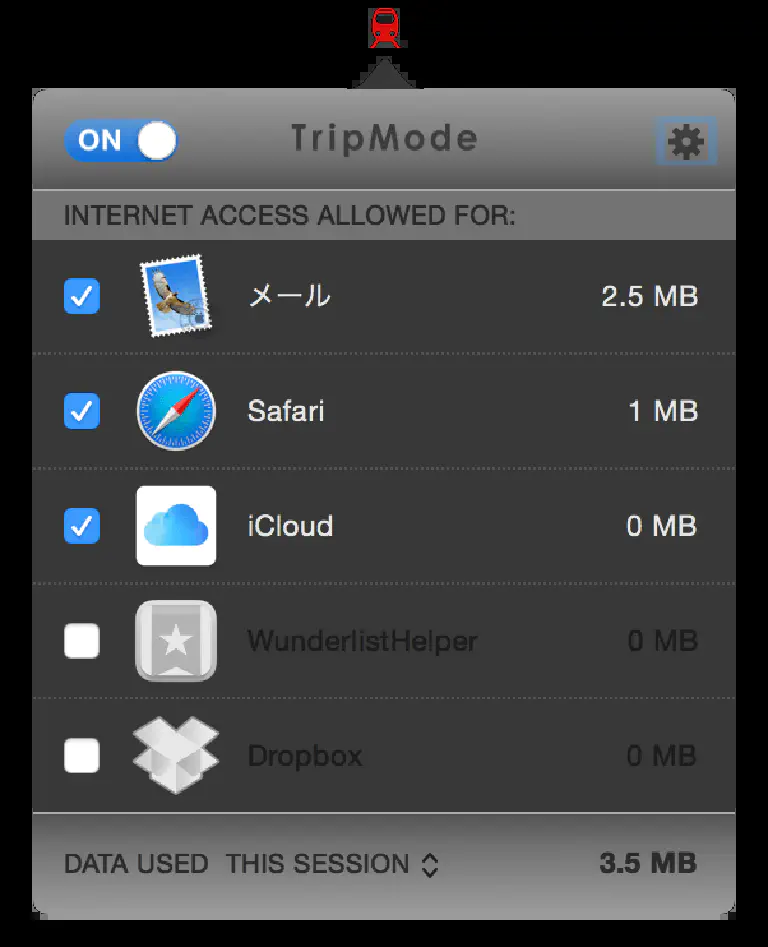 ON TripMode
INTERNET ACCESS ALLOWED FOR:
メール 2.5 MB
Safari 1 MB
iCloud 0 MB
WunderlistHelper 0 MB
Dropbox 0 MB
DATA USED THIS SESSION 3.5 MB